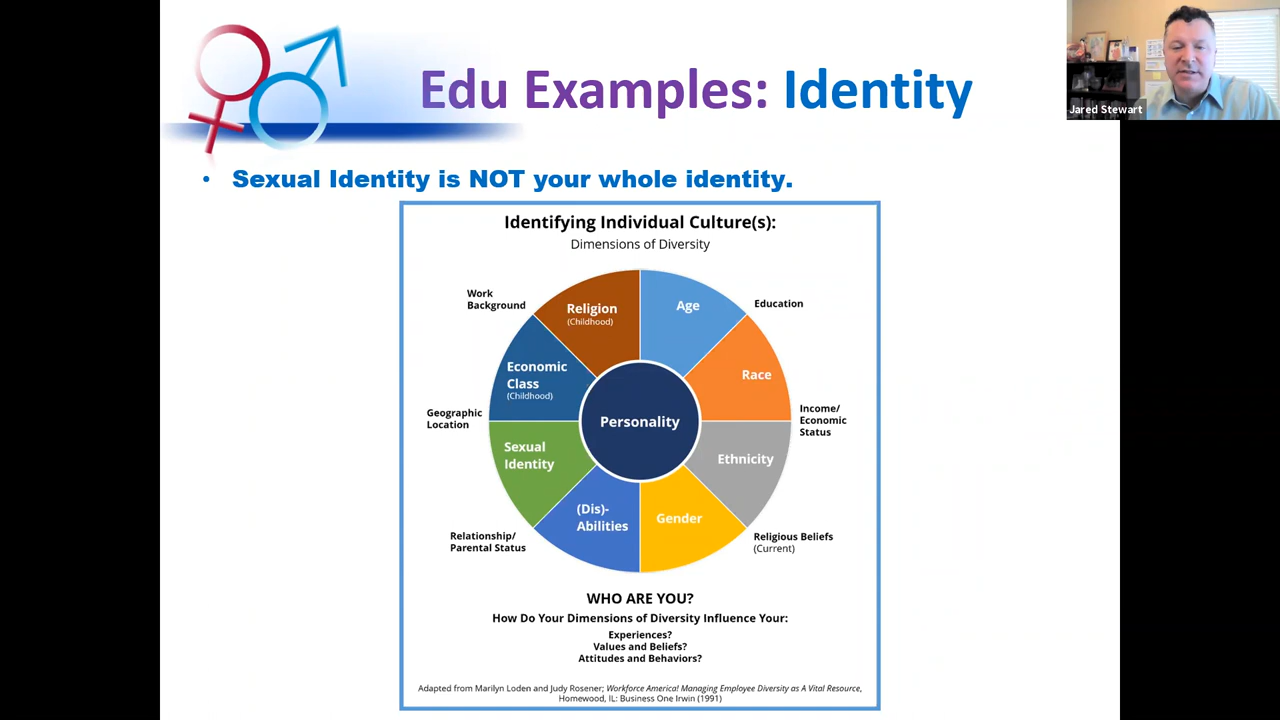 Edu Examples: Identity
Jared Stewart
• Sexual Identity is NOT your whole identity.
Identifying Individual Culture(s):
Dimensions of Diversity
Work
Background
Religion
(Childhood)
Age
Education
Economic
Class
(Childhood)
Race
Geographic
Location
Personality
Income/
Economic
Status
Sexual
Identity
Ethnicity
(Dis)-
Abilities
Gender
Relationship/
Parental Status
Religious Beliefs
(Current)
WHO ARE YOU?
How Do Your Dimensions of Diversity Influence Your:
Experiences?
Values and Beliefs?
Attitudes and Behaviors?
Adapted from Marilyn Loden and Judy Rosener; Workforce America! Managing Employee Diversity as A Vital Resource,
Homewood, IL: Business One Irwin (1991)